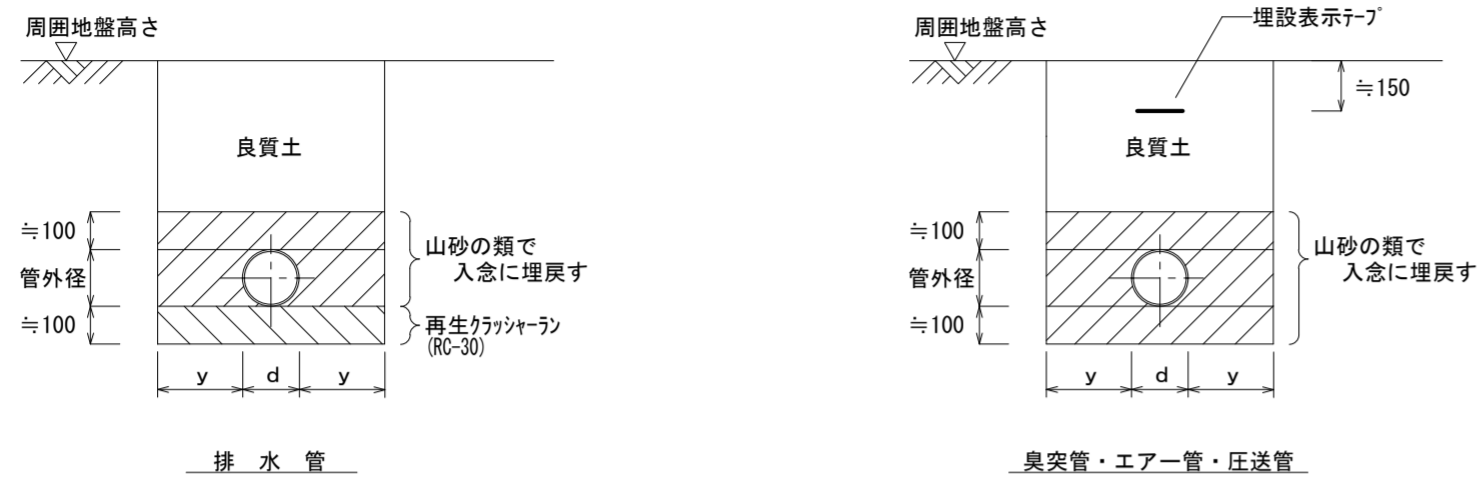 周囲地盤高さ
良質土
≒100
管外径
≒100
山砂の類で
入念に埋戻す
再生クラッシャーラン
(RC-30)
y
d
y
排水管
周囲地盤高さ
埋設表示テープ
≒150
良質土
≒100
管外径
≒100
山砂の類で
入念に埋戻す
y
d
y
臭突管・エアー管・圧送管